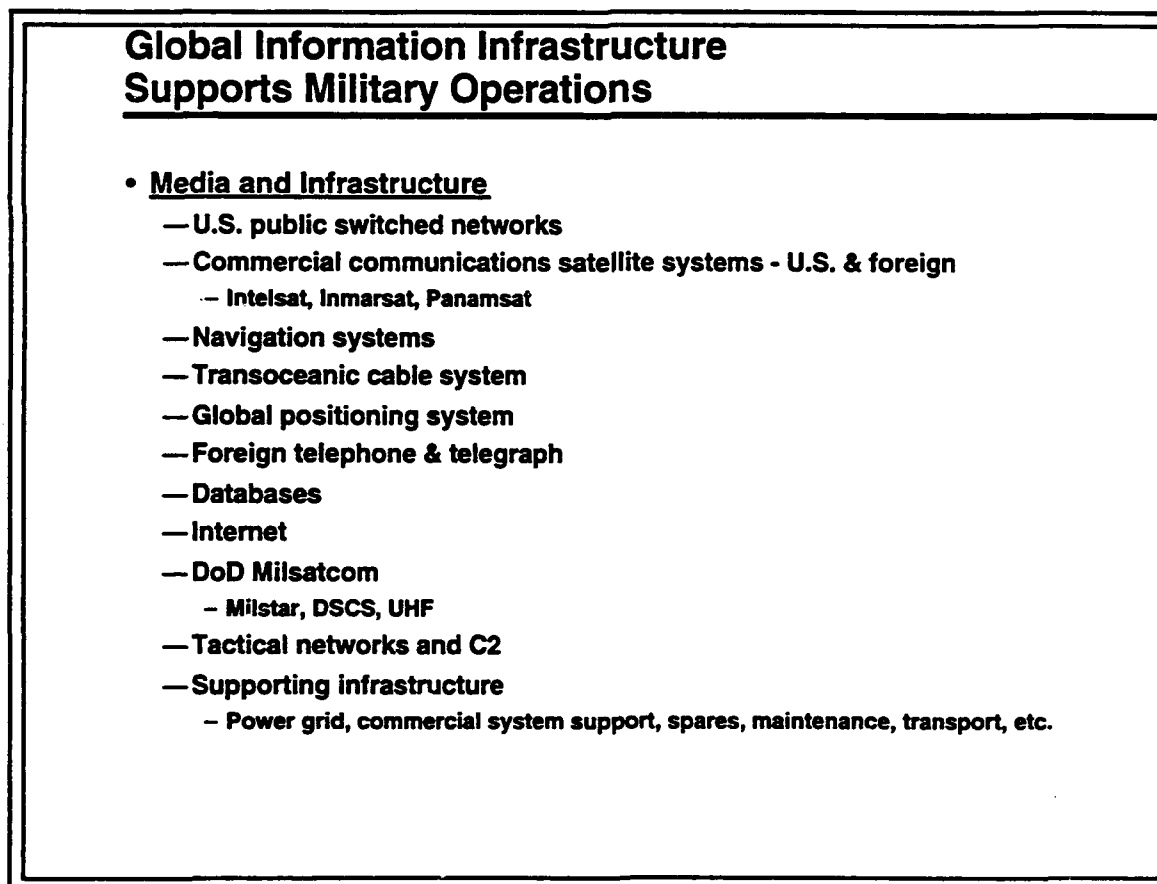 Global Information Infrastructure
Supports Military Operations
• Media and Infrastructure
— U.S. public switched networks
— Commercial communications satellite systems - U.S. & foreign
– Intelsat, Inmarsat, Panamsat
— Navigation systems
— Transoceanic cable system
— Global positioning system
— Foreign telephone & telegraph
— Databases
— Internet
— DoD Milsatcom
– Milstar, DSCS, UHF
— Tactical networks and C2
— Supporting infrastructure
– Power grid, commercial system support, spares, maintenance, transport, etc.